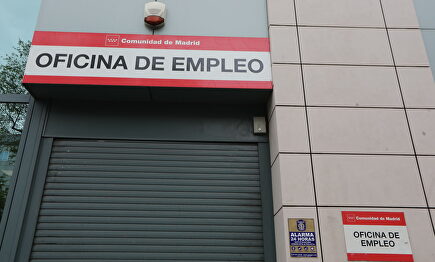 Comunidad de Madrid
OFICINA DE EMPLEO
ALARMA
24 HORAS
Comunidad de Madrid
OFICINA
DE EMPLEO